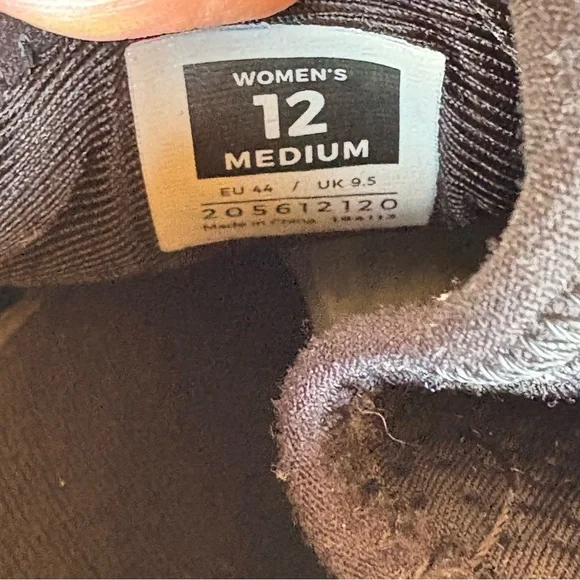 WOMEN'S
12
MEDIUM
EU 44 / UK 9.5
205612120
Made in China